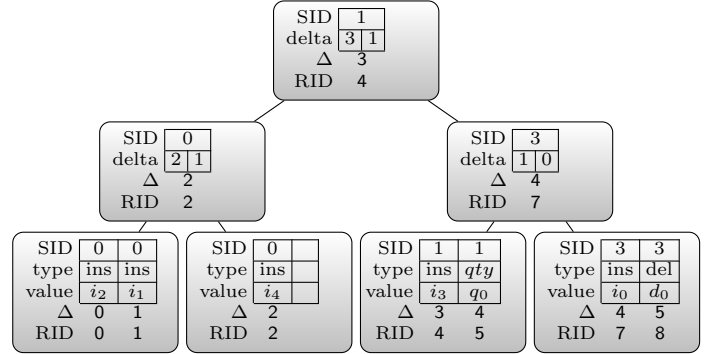 SID 1
delta 3 1
Δ 3
RID 4
SID 0
delta 2 1
Δ 2
RID 2
SID 3
delta 1 0
Δ 4
RID 7
SID 0 0
type ins ins
value i₂ i₁
Δ 0 1
RID 0 1
SID 0
type ins
value i₄
Δ 2
RID 2
SID 1 1
type ins qty
value i₃ q₀
Δ 3 4
RID 4 5
SID 3 3
type ins del
value i₀ d₀
Δ 4 5
RID 7 8